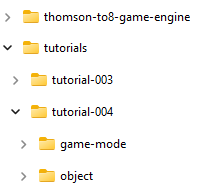 thomson-to8-game-engine
tutorials
tutorial-003
tutorial-004
game-mode
object